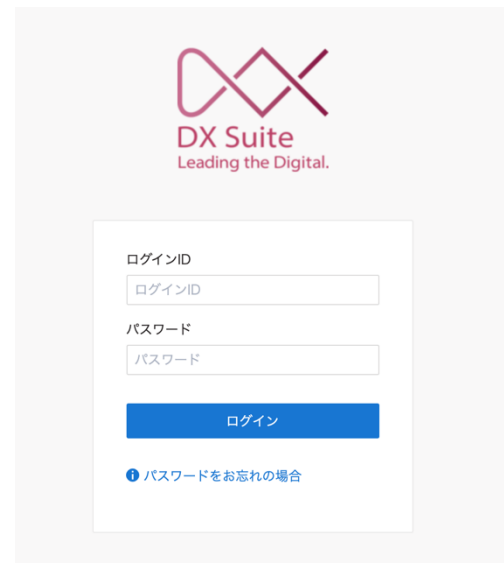 DX Suite
Leading the Digital.
ログインID
ログインID
パスワード
パスワード
ログイン
パスワードをお忘れの場合